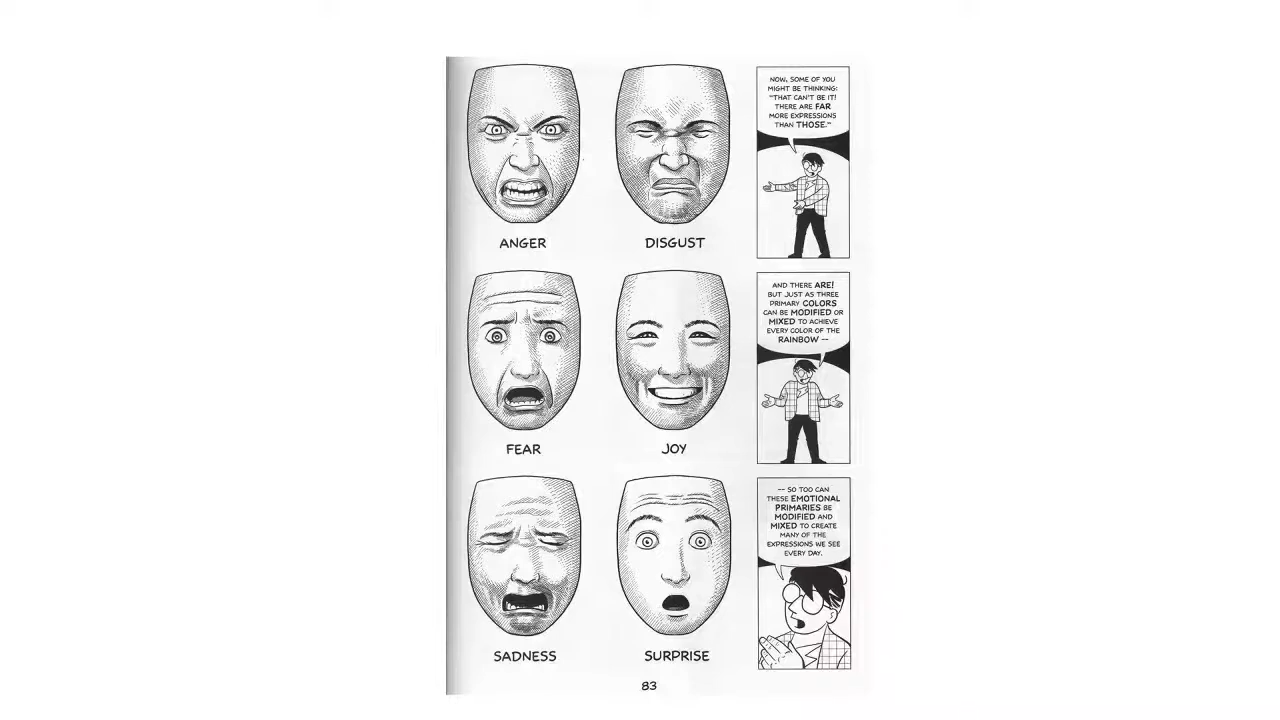 ANGER
DISGUST
FEAR
JOY
SADNESS
SURPRISE
NOW, SOME OF YOU
MIGHT BE THINKING:
"THAT CAN'T BE IT!
THERE ARE FAR
MORE EXPRESSIONS
THAN THOSE."
AND THERE ARE!
BUT JUST AS THREE
PRIMARY COLORS
CAN BE MODIFIED OR
MIXED TO ACHIEVE
EVERY COLOR OF THE
RAINBOW --
-- SO TOO CAN
THESE EMOTIONAL
PRIMARIES BE
MODIFIED AND
MIXED TO CREATE
MANY OF THE
EXPRESSIONS WE SEE
EVERY DAY.
83